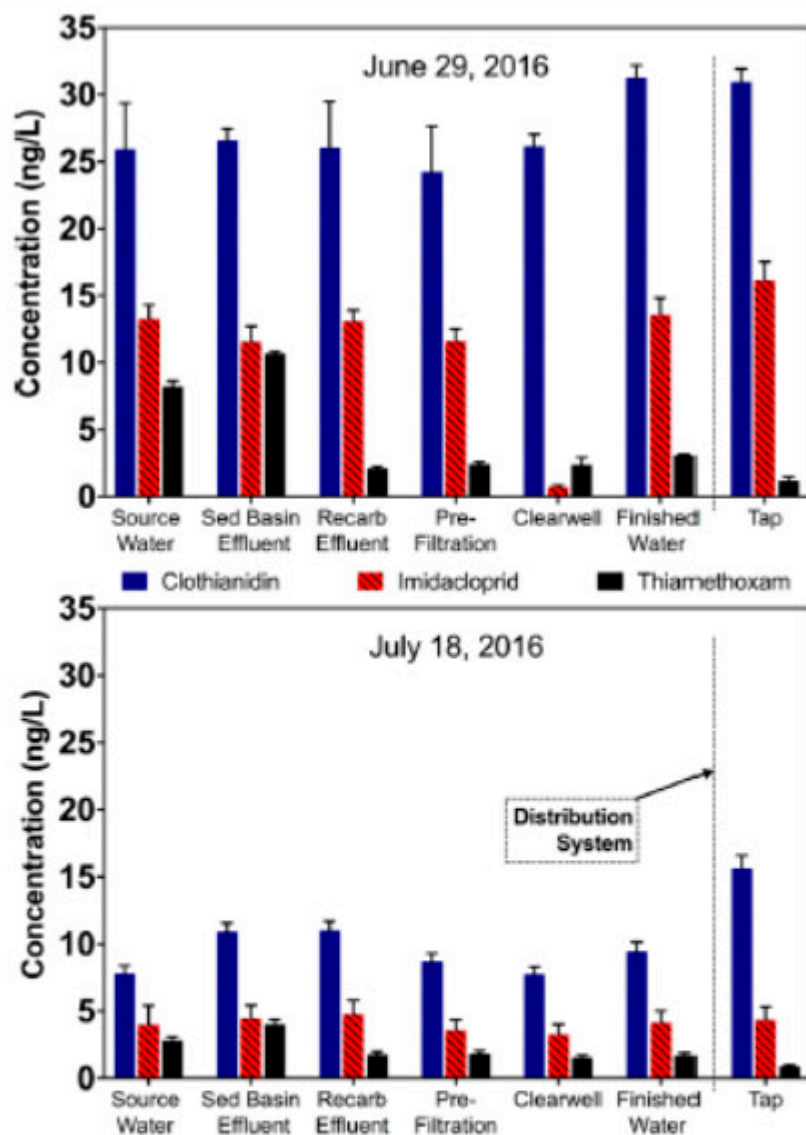 35
June 29, 2016
30
25
20
15
10
5
0
Concentration (ng/L)
Source Water
Sed Basin Effluent
Recarb Effluent
Pre-Filtration
Clearwell
Finished Water
Tap
Clothianidin
Imidacloprid
Thiamethoxam
35
July 18, 2016
30
25
20
15
10
5
0
Concentration (ng/L)
Distribution
System
Source Water
Sed Basin Effluent
Recarb Effluent
Pre-Filtration
Clearwell
Finished Water
Tap